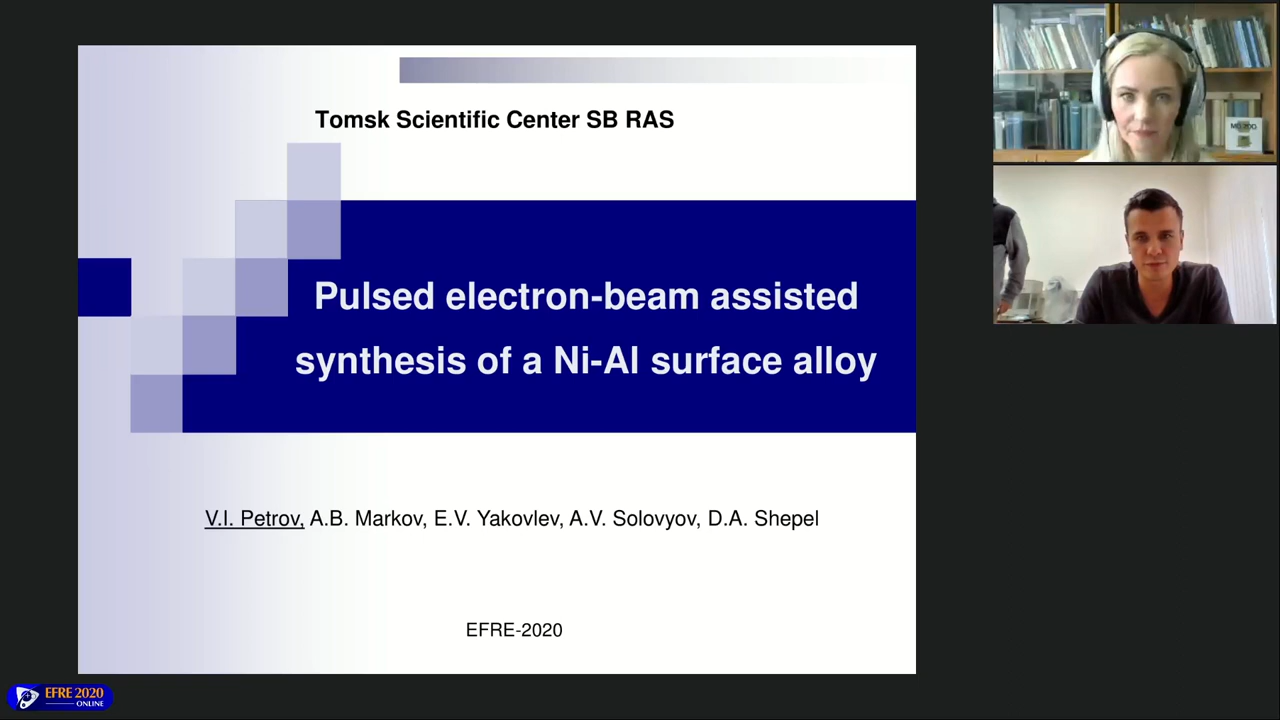 Tomsk Scientific Center SB RAS
Pulsed electron-beam assisted
synthesis of a Ni-Al surface alloy
V.I. Petrov, A.B. Markov, E.V. Yakovlev, A.V. Solovyov, D.A. Shepel
EFRE-2020
EFRE 2020
ONLINE